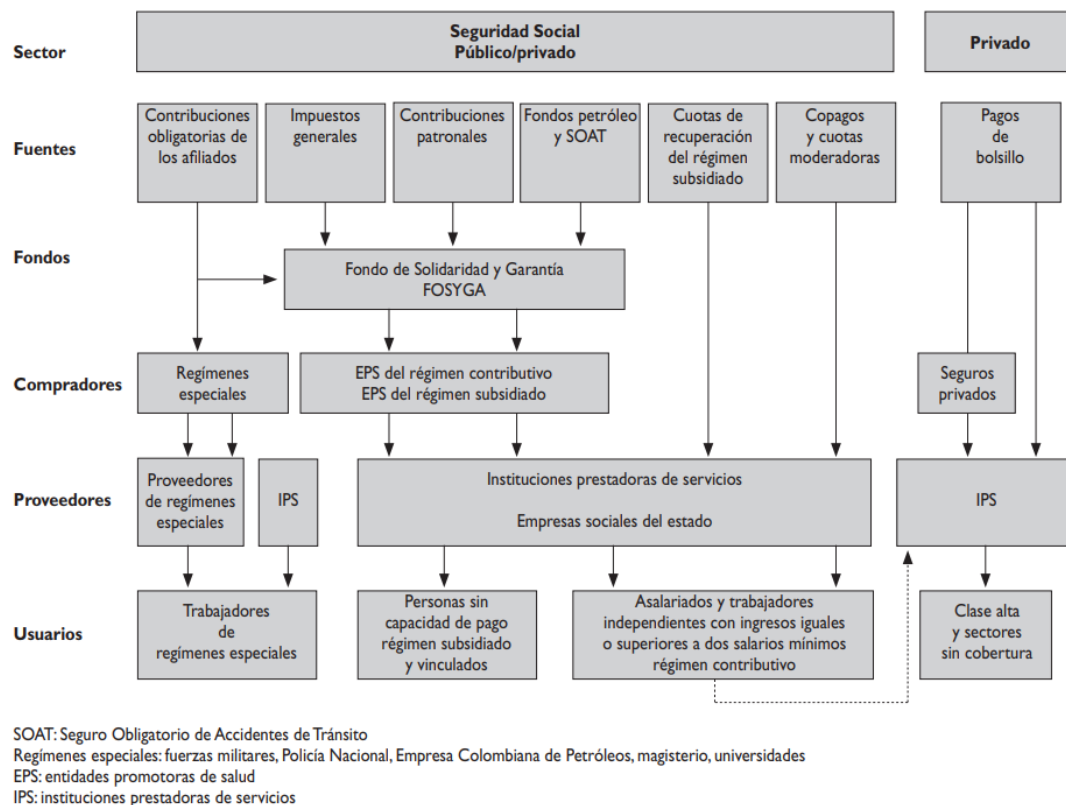 Sector
Seguridad Social
Público/privado
Privado
Fuentes
Contribuciones
obligatorias de
los afiliados
Impuestos
generales
Contribuciones
patronales
Fondos petróleo
y SOAT
Cuotas de
recuperación
del régimen
subsidiado
Copagos
y cuotas
moderadoras
Pagos
de
bolsillo
Fondos
Fondo de Solidaridad y Garantía
FOSYGA
Compradores
Regímenes
especiales
EPS del régimen contributivo
EPS del régimen subsidiado
Seguros
privados
Proveedores
Proveedores
de regímenes
especiales
IPS
Instituciones prestadoras de servicios
Empresas sociales del estado
IPS
Usuarios
Trabajadores
de
regímenes especiales
Personas sin
capacidad de pago
régimen subsidiado
y vinculados
Asalariados y trabajadores
independientes con ingresos iguales
o superiores a dos salarios mínimos
régimen contributivo
Clase alta
y sectores
sin cobertura
SOAT: Seguro Obligatorio de Accidentes de Tránsito
Regímenes especiales: fuerzas militares, Policía Nacional, Empresa Colombiana de Petróleos, magisterio, universidades
EPS: entidades promotoras de salud
IPS: instituciones prestadoras de servicios